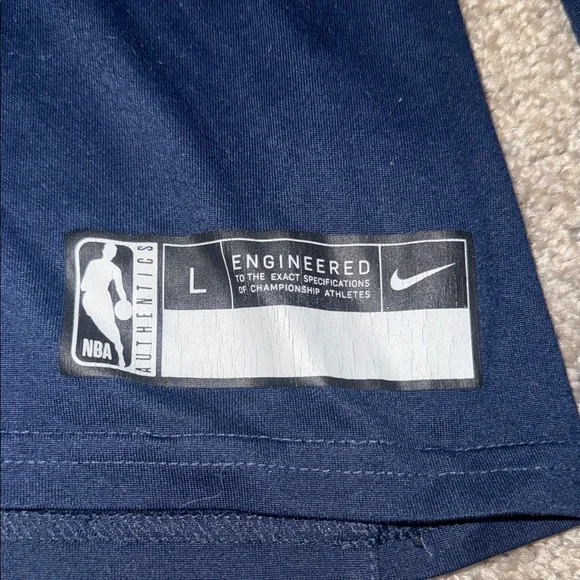 NBA
AUTHENTICS
L
ENGINEERED
TO THE EXACT SPECIFICATIONS
OF CHAMPIONSHIP ATHLETES